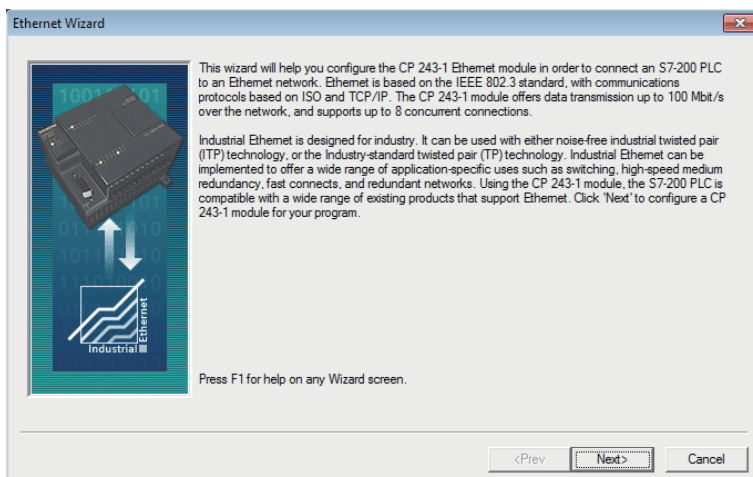 Ethernet Wizard
This wizard will help you configure the CP 243-1 Ethernet module in order to connect an S7-200 PLC
to an Ethernet network. Ethernet is based on the IEEE 802.3 standard, with communications
protocols based on ISO and TCP/IP. The CP 243-1 module offers data transmission up to 100 Mbit/s
over the network, and supports up to 8 concurrent connections.
Industrial Ethernet is designed for industry. It can be used with either noise-free industrial twisted pair
(ITP) technology, or the Industry-standard twisted pair (TP) technology. Industrial Ethernet can be
implemented to offer a wide range of application-specific uses such as switching, high-speed medium
redundancy, fast connects, and redundant networks. Using the CP 243-1 module, the S7-200 PLC is
compatible with a wide range of existing products that support Ethernet. Click 'Next' to configure a CP
243-1 module for your program.
Industrial
Ethernet
Press F1 for help on any Wizard screen.
<Prev
Next>
Cancel